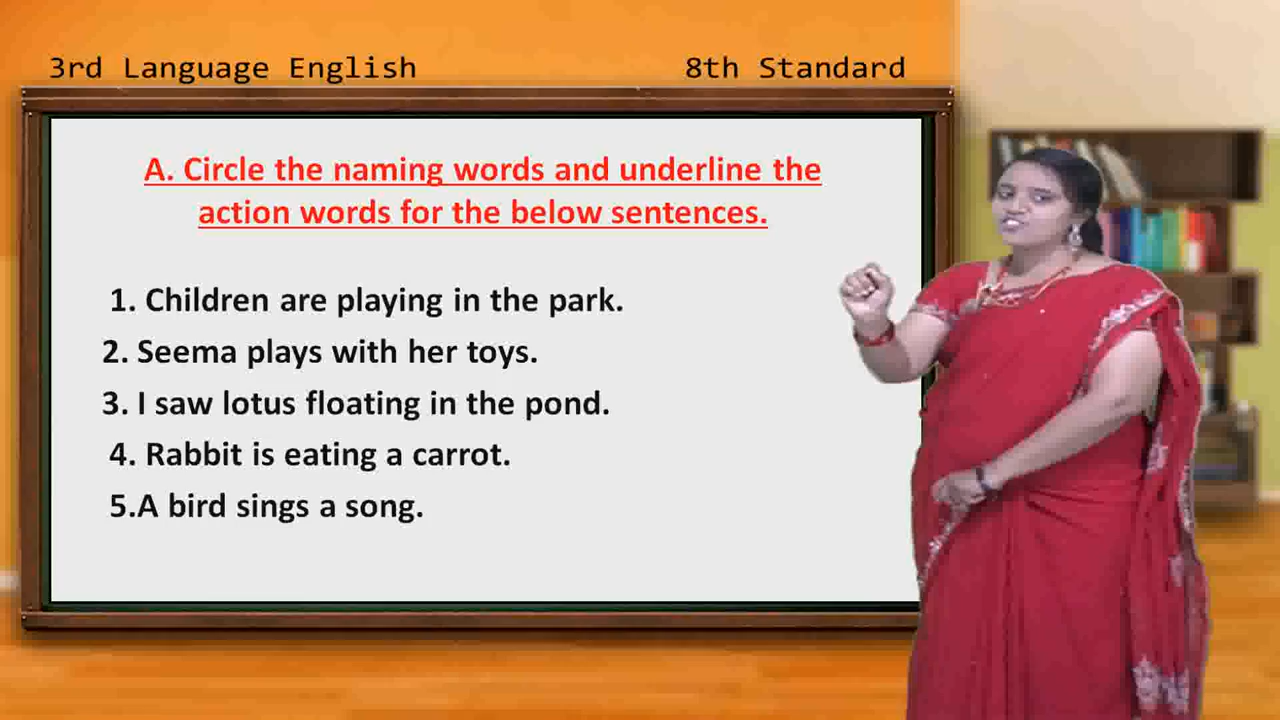 3rd Language English
8th Standard
A. Circle the naming words and underline the
action words for the below sentences.
1. Children are playing in the park.
2. Seema plays with her toys.
3. I saw lotus floating in the pond.
4. Rabbit is eating a carrot.
5.A bird sings a song.